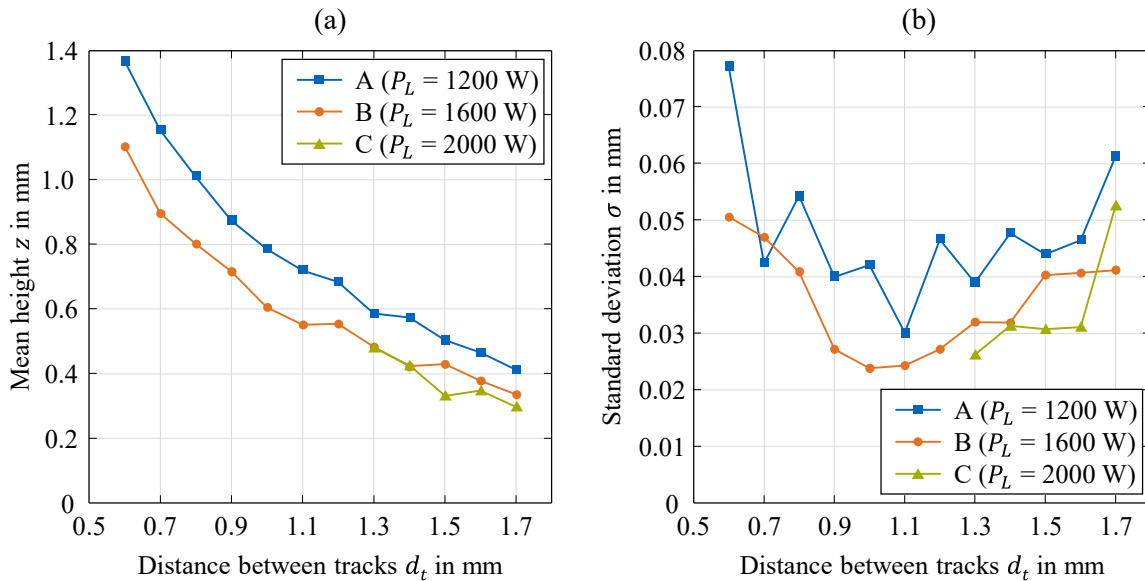 (a)
1.4
1.2
1.0
0.8
0.6
0.4
0.2
0
Mean height z in mm
A (P_L = 1200 W)
B (P_L = 1600 W)
C (P_L = 2000 W)
0.5 0.7 0.9 1.1 1.3 1.5 1.7
Distance between tracks d_t in mm
(b)
0.08
0.07
0.06
0.05
0.04
0.03
0.02
0.01
0
Standard deviation σ in mm
A (P_L = 1200 W)
B (P_L = 1600 W)
C (P_L = 2000 W)
0.5 0.7 0.9 1.1 1.3 1.5 1.7
Distance between tracks d_t in mm